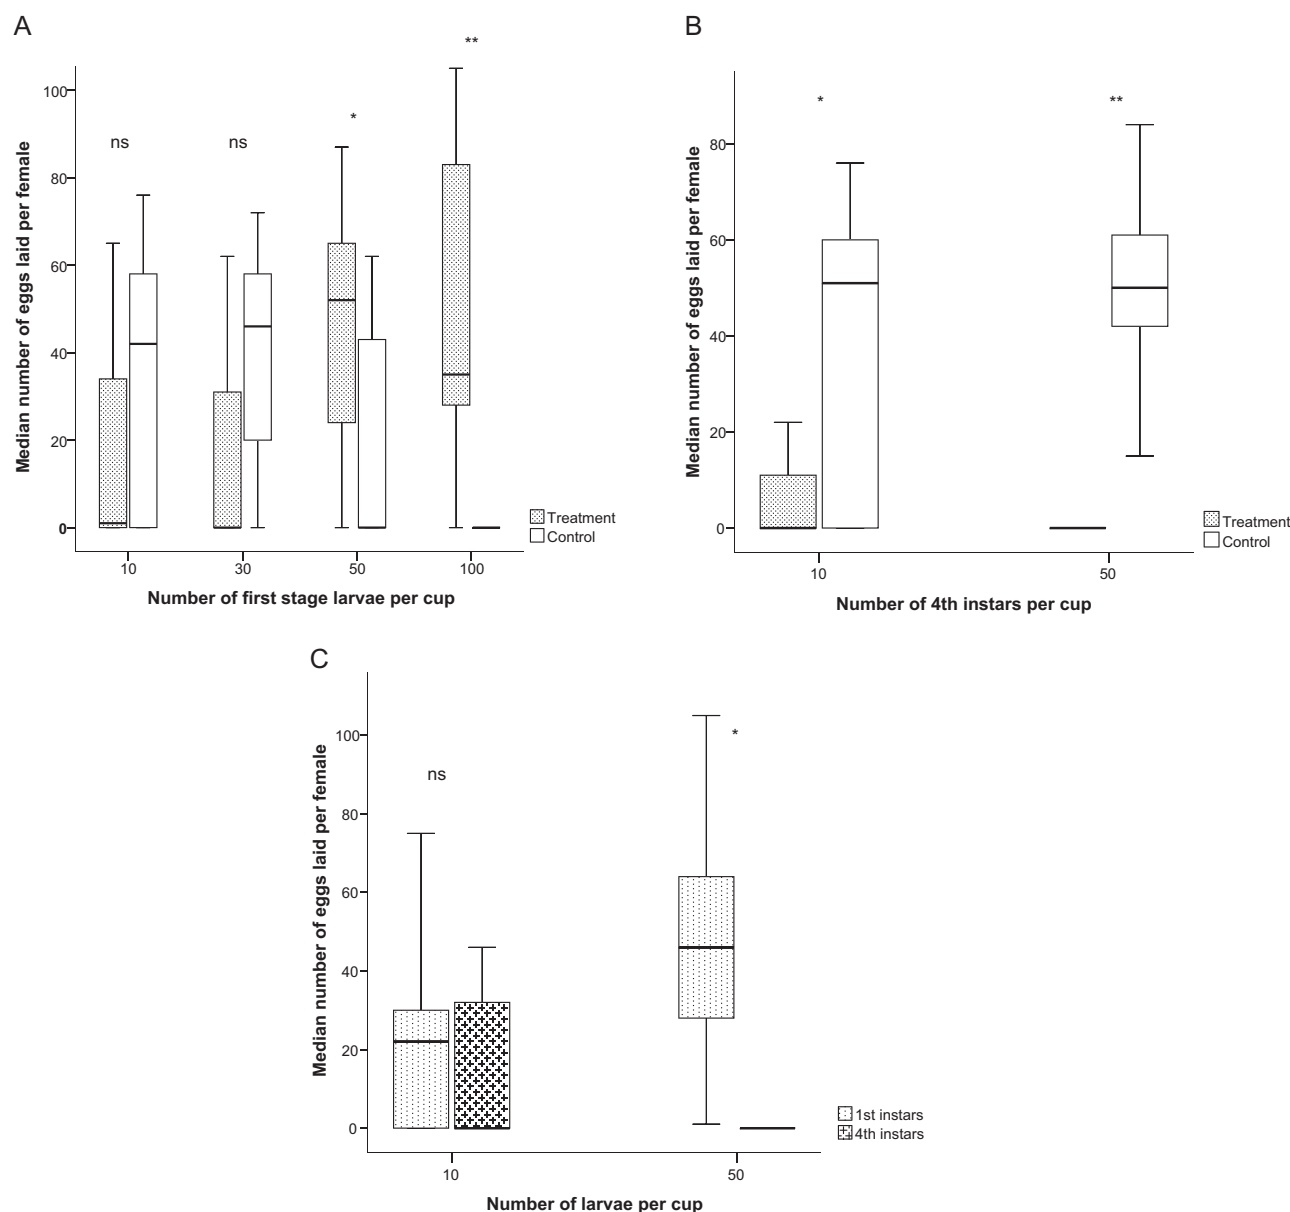 A
**
*
ns
ns
Median number of eggs laid per female
100
80
60
40
20
0
10
30
50
100
Number of first stage larvae per cup
Treatment
Control
B
*
**
Median number of eggs laid per female
80
60
40
20
0
10
50
Number of 4th instars per cup
Treatment
Control
C
*
ns
Median number of eggs laid per female
100
80
60
40
20
0
10
50
Number of larvae per cup
1st instars
4th instars